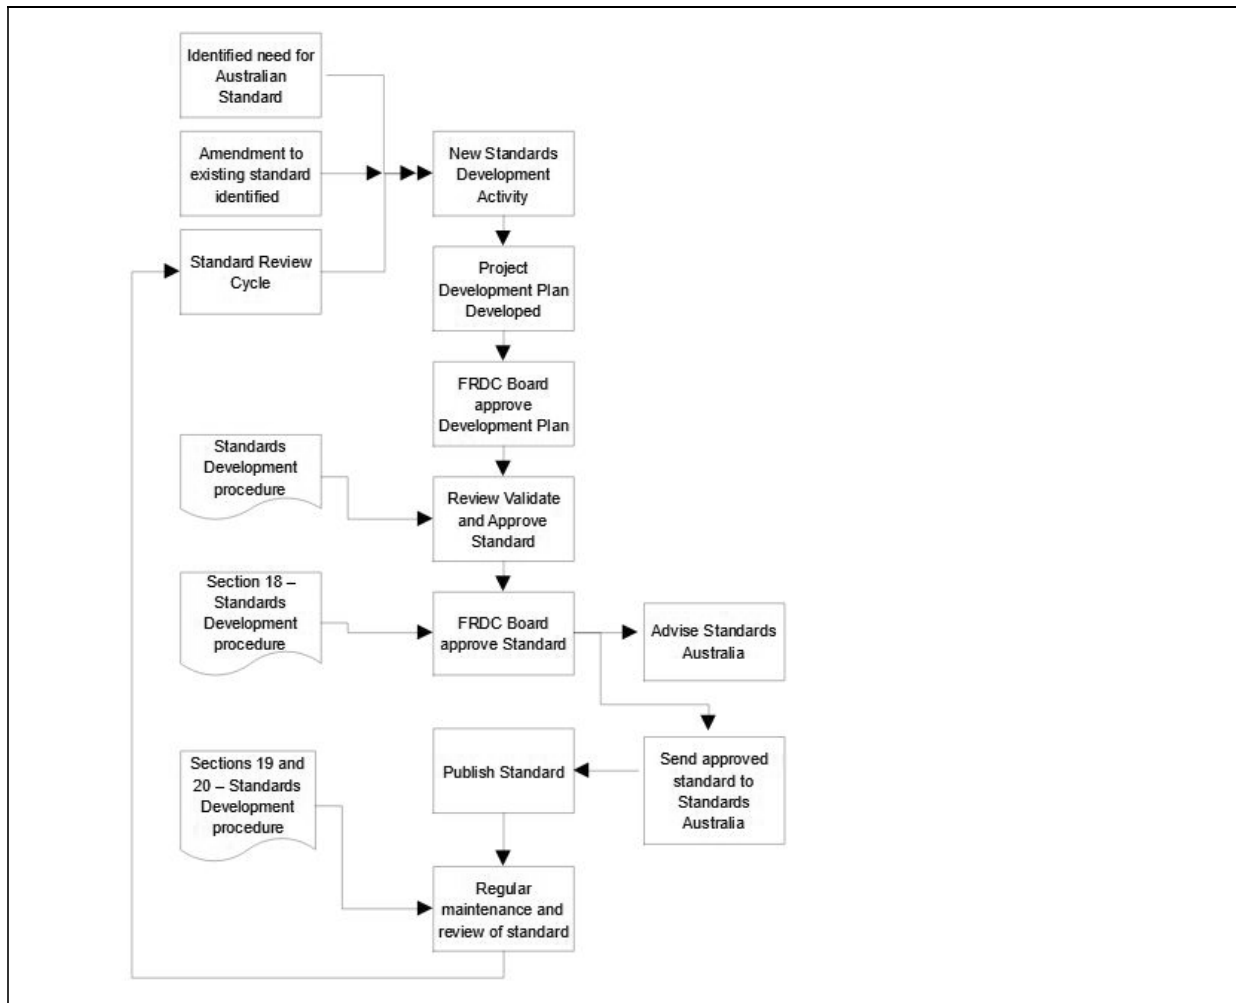 Identified need for
Australian
Standard
Amendment to
existing standard
identified
New Standards
Development
Activity
Standard Review
Cycle
Project
Development Plan
Developed
FRDC Board
approve
Development Plan
Standards
Development
procedure
Review Validate
and Approve
Standard
Section 18 –
Standards
Development
procedure
FRDC Board
approve Standard
Advise Standards
Australia
Send approved
standard to
Standards
Australia
Publish Standard
Sections 19 and
20 – Standards
Development
procedure
Regular
maintenance and
review of standard